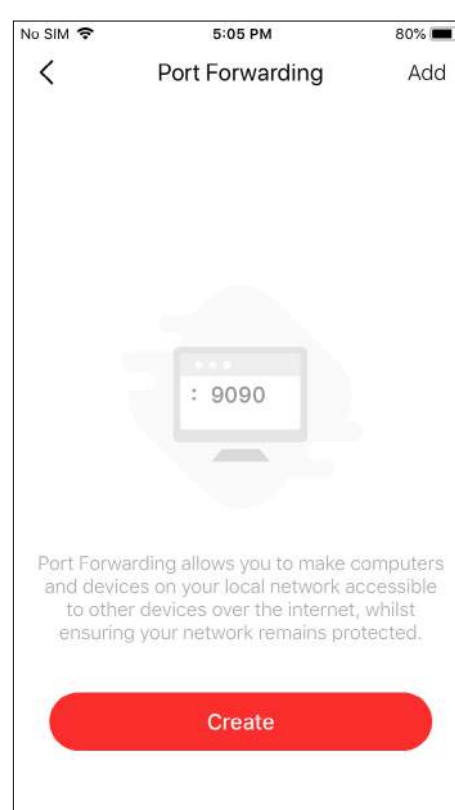 No SIM 5:05 PM 80%
Port Forwarding Add
: 9090
Port Forwarding allows you to make computers
and devices on your local network accessible
to other devices over the internet, whilst
ensuring your network remains protected.
Create